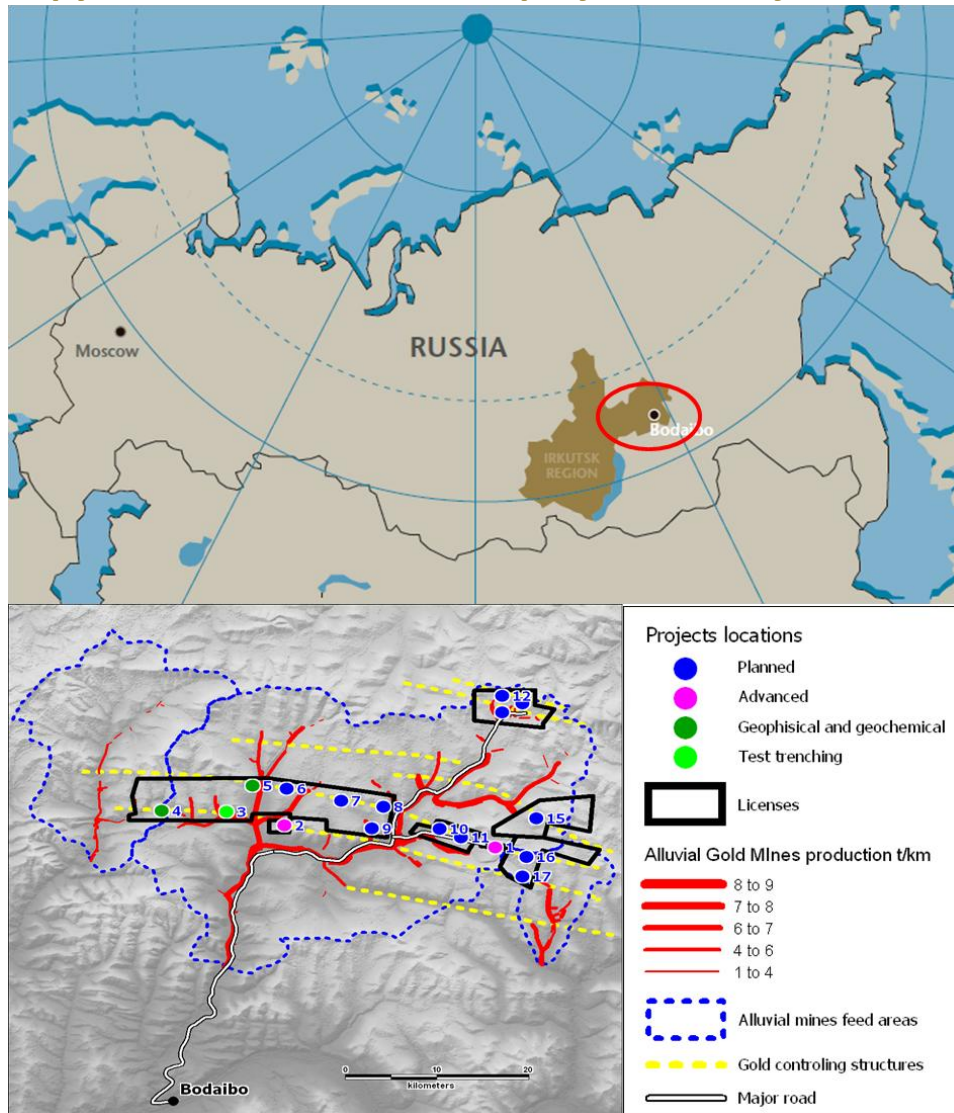 RUSSIA
Moscow
Bodaibo
IRKUTSK
REGION
12
5
6
7
8
4
3
2
9
10
11
1
15
16
17
0
10
20
kilometers
Bodaibo
Projects locations
Planned
Advanced
Geophisical and geochemical
Test trenching
Licenses
Alluvial Gold MInes production t/km
8 to 9
7 to 8
6 to 7
4 to 6
1 to 4
Alluvial mines feed areas
Gold controling structures
Major road